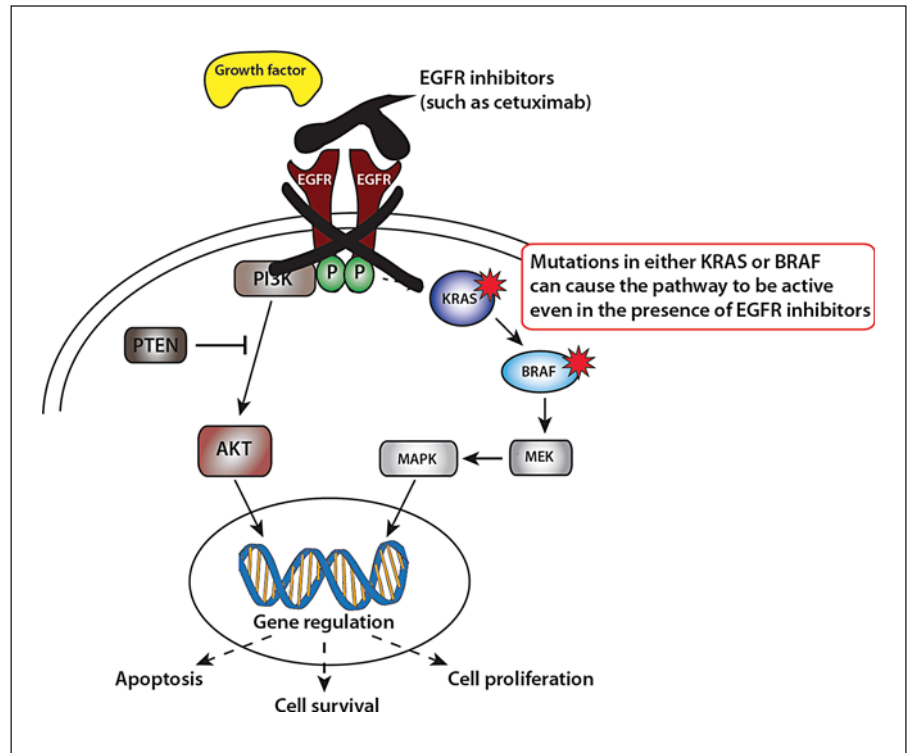 Growth factor
EGFR inhibitors
(such as cetuximab)
EGFR EGFR
PI3K P P
KRAS
Mutations in either KRAS or BRAF
can cause the pathway to be active
even in the presence of EGFR inhibitors
PTEN
BRAF
AKT
MAPK
MEK
Gene regulation
Apoptosis
Cell survival
Cell proliferation